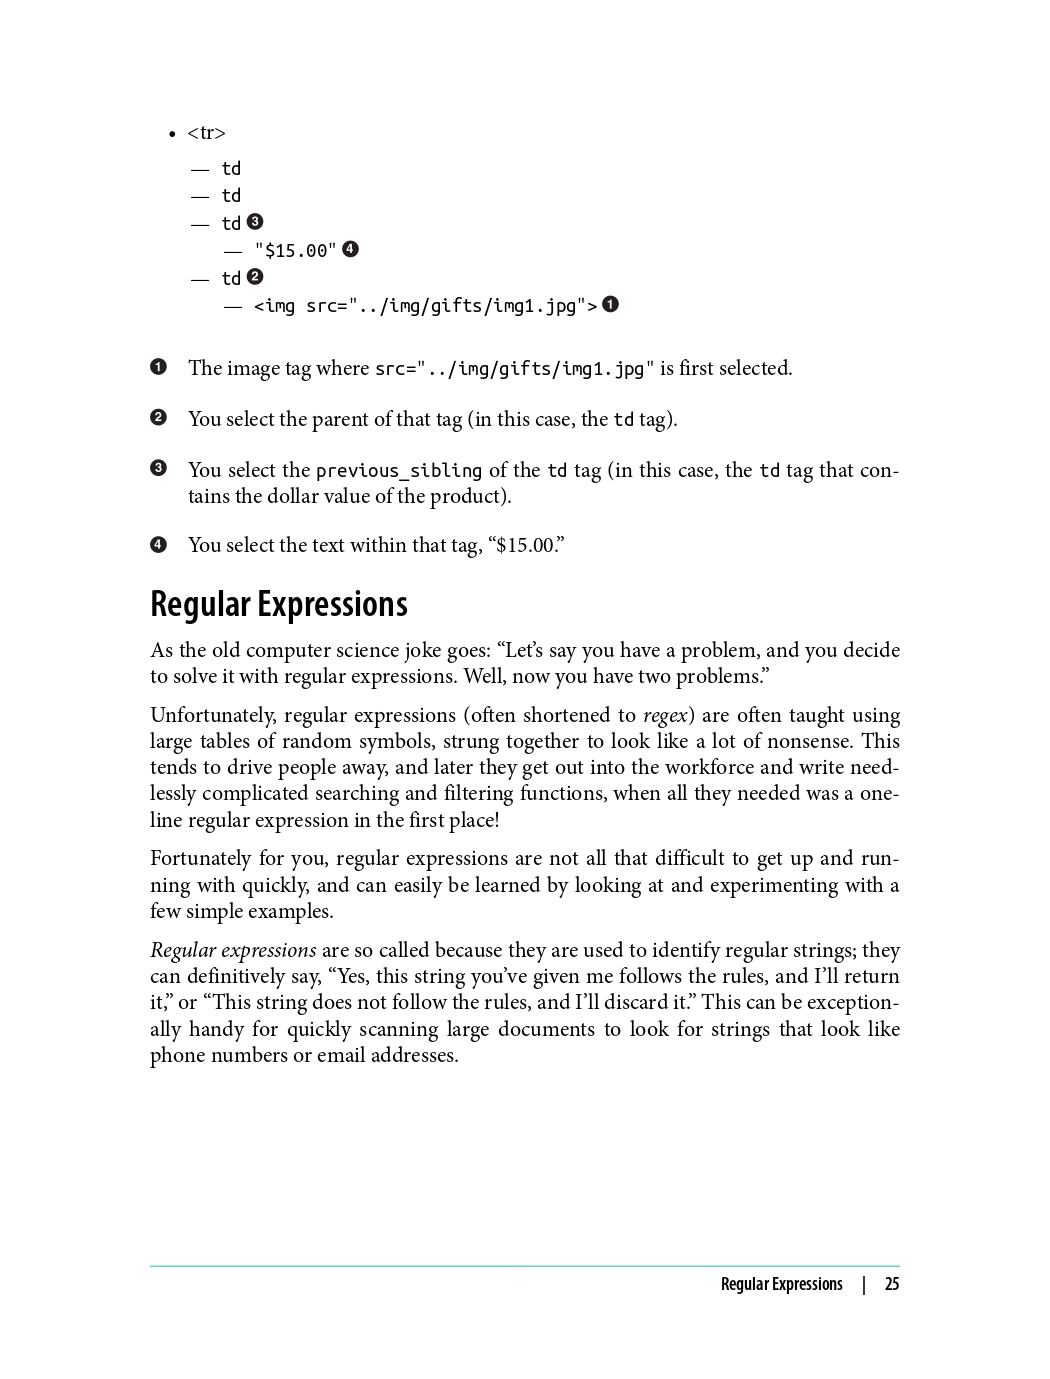 • <tr>
— td
— td
— td ❸
— "$15.00" ❹
— td ❷
— <img src="../img/gifts/img1.jpg"> ❶
❶ The image tag where src="../img/gifts/img1.jpg" is first selected.
❷ You select the parent of that tag (in this case, the td tag).
❸ You select the previous_sibling of the td tag (in this case, the td tag that con-
tains the dollar value of the product).
❹ You select the text within that tag, “$15.00.”
Regular Expressions
As the old computer science joke goes: “Let’s say you have a problem, and you decide
to solve it with regular expressions. Well, now you have two problems.”
Unfortunately, regular expressions (often shortened to regex) are often taught using
large tables of random symbols, strung together to look like a lot of nonsense. This
tends to drive people away, and later they get out into the workforce and write need-
lessly complicated searching and filtering functions, when all they needed was a one-
line regular expression in the first place!
Fortunately for you, regular expressions are not all that difficult to get up and run-
ning with quickly, and can easily be learned by looking at and experimenting with a
few simple examples.
Regular expressions are so called because they are used to identify regular strings; they
can definitively say, “Yes, this string you’ve given me follows the rules, and I’ll return
it,” or “This string does not follow the rules, and I’ll discard it.” This can be exception-
ally handy for quickly scanning large documents to look for strings that look like
phone numbers or email addresses.
Regular Expressions | 25